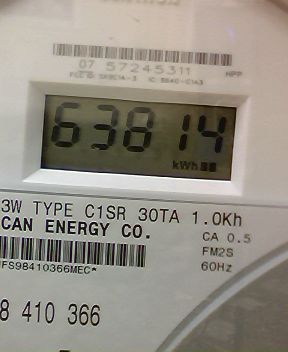 07 57245311
HPP
63814
kWh
3W TYPE C1SR 30TA 1.0Kh
CAN ENERGY CO.
CA 0.5
FM2S
60Hz
FS98410366MEC*
8 410 366